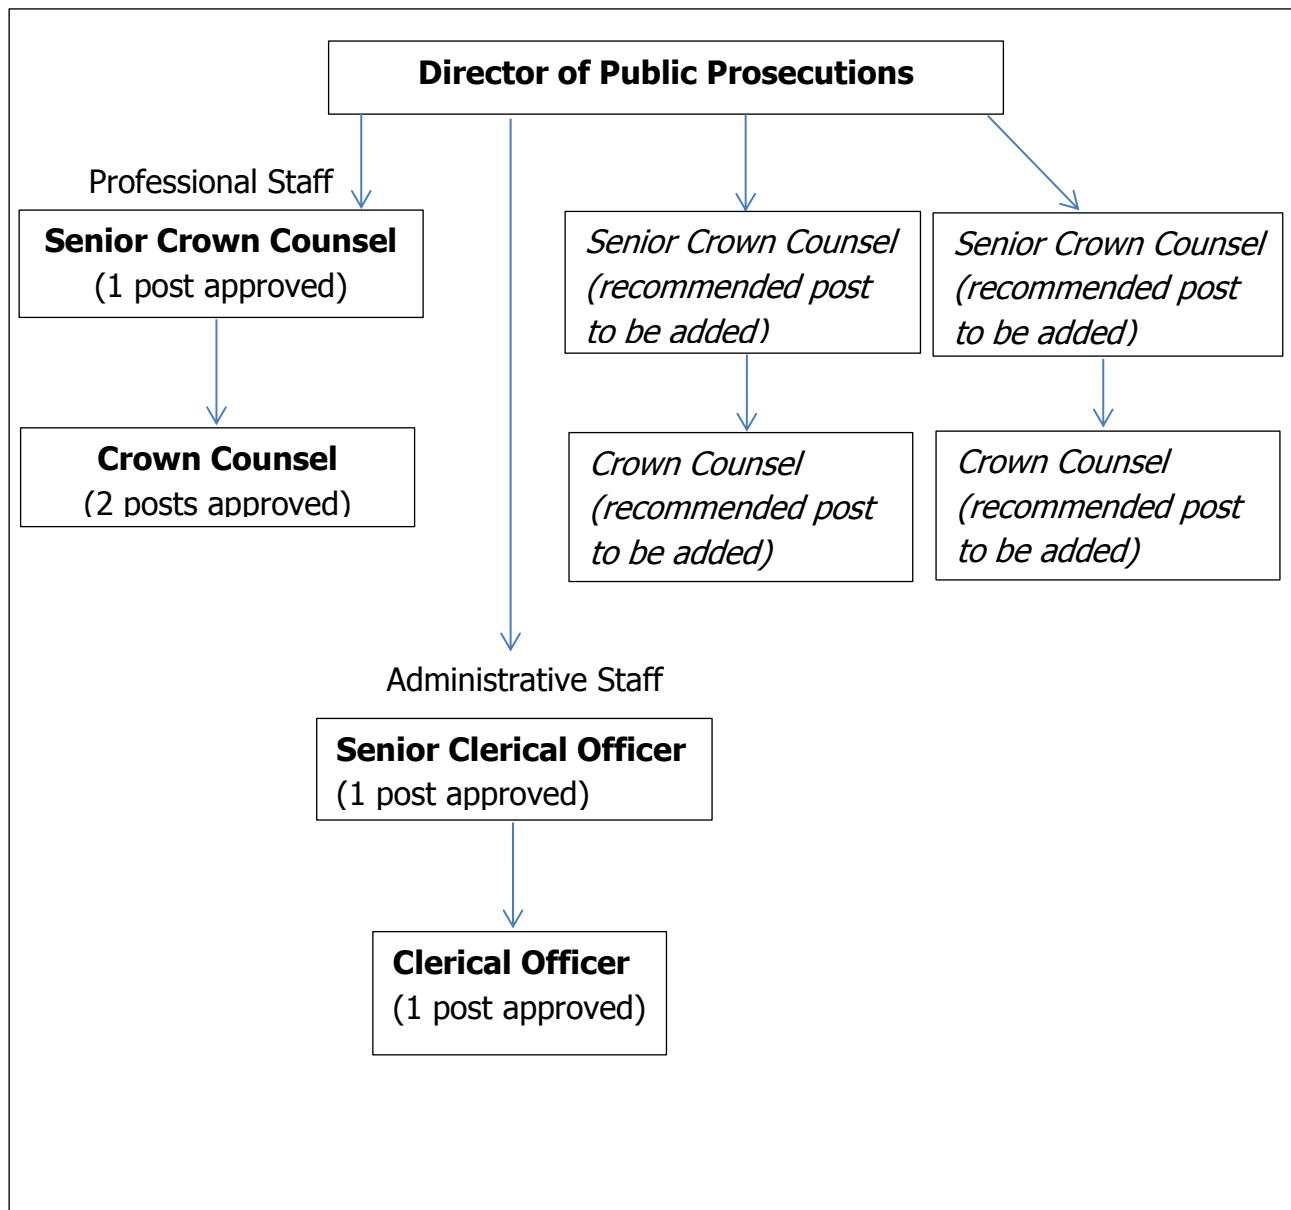 Director of Public Prosecutions
Professional Staff
Senior Crown Counsel
(1 post approved)
Crown Counsel
(2 posts approved)
Senior Crown Counsel
(recommended post
to be added)
Crown Counsel
(recommended post
to be added)
Senior Crown Counsel
(recommended post
to be added)
Crown Counsel
(recommended post
to be added)
Administrative Staff
Senior Clerical Officer
(1 post approved)
Clerical Officer
(1 post approved)